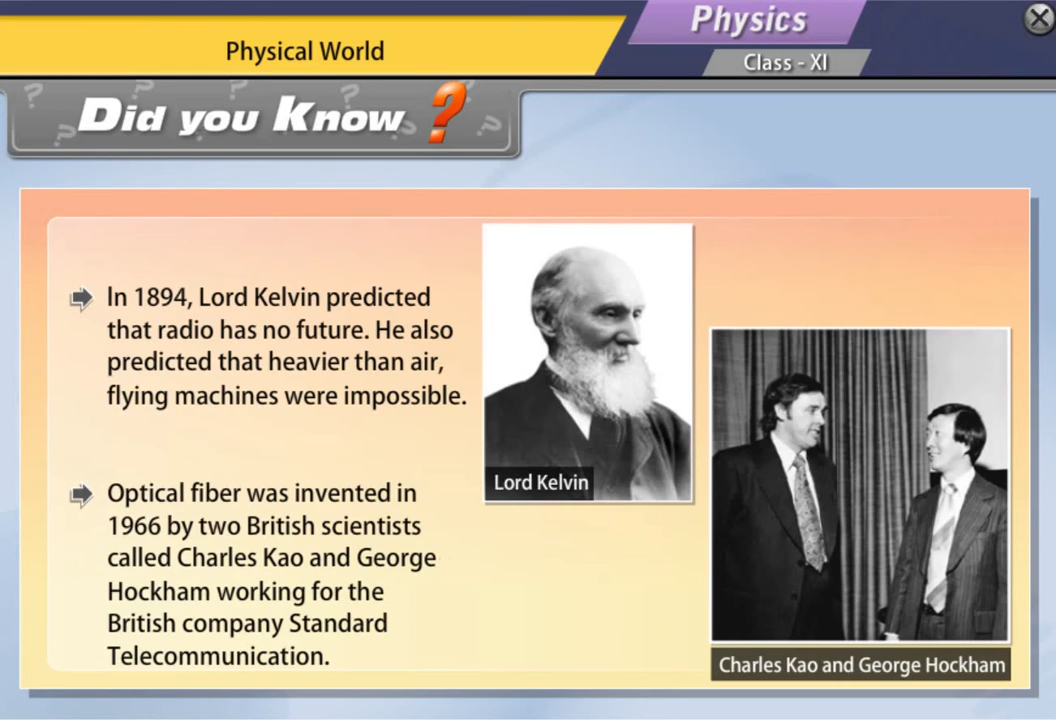 Physics
Physical World
Class - XI
Did you Know ?
In 1894, Lord Kelvin predicted
that radio has no future. He also
predicted that heavier than air,
flying machines were impossible.
Lord Kelvin
Optical fiber was invented in
1966 by two British scientists
called Charles Kao and George
Hockham working for the
British company Standard
Telecommunication.
Charles Kao and George Hockham